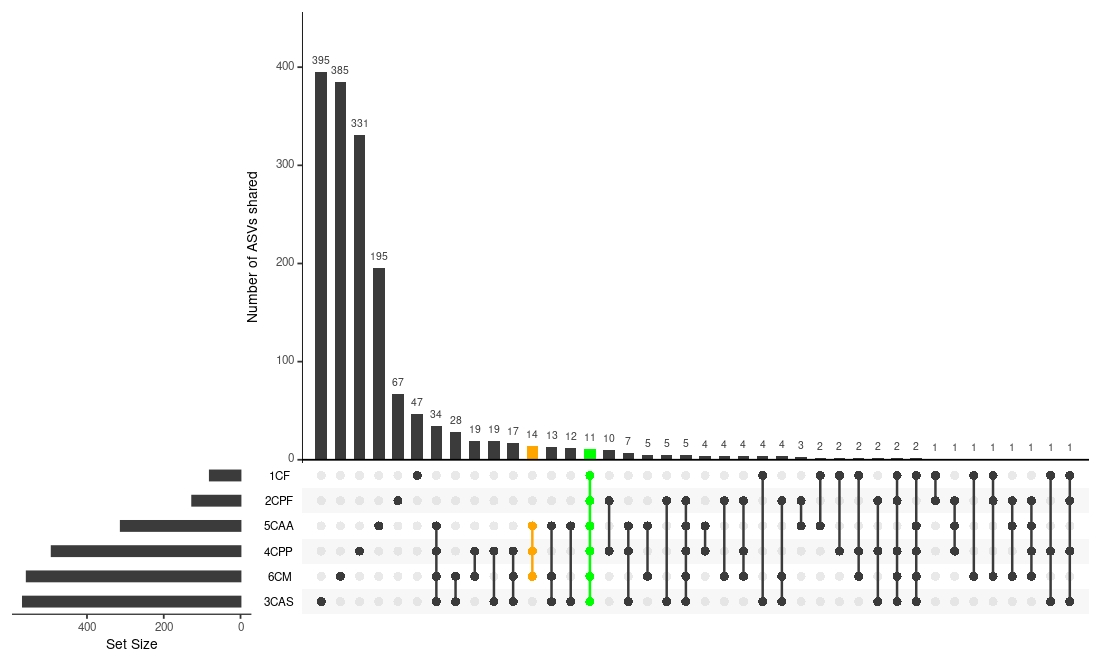 Number of ASVs shared
400
300
200
100
0
395 385 331 195 67 47 34 28 19 19 17 14 13 12 11 10 7 5 5 5 4 4 4 4 4 3 2 2 2 2 2 2 1 1 1 1 1 1 1 1
1CF
2CPF
5CAA
4CPP
6CM
3CAS
400 200 0
Set Size